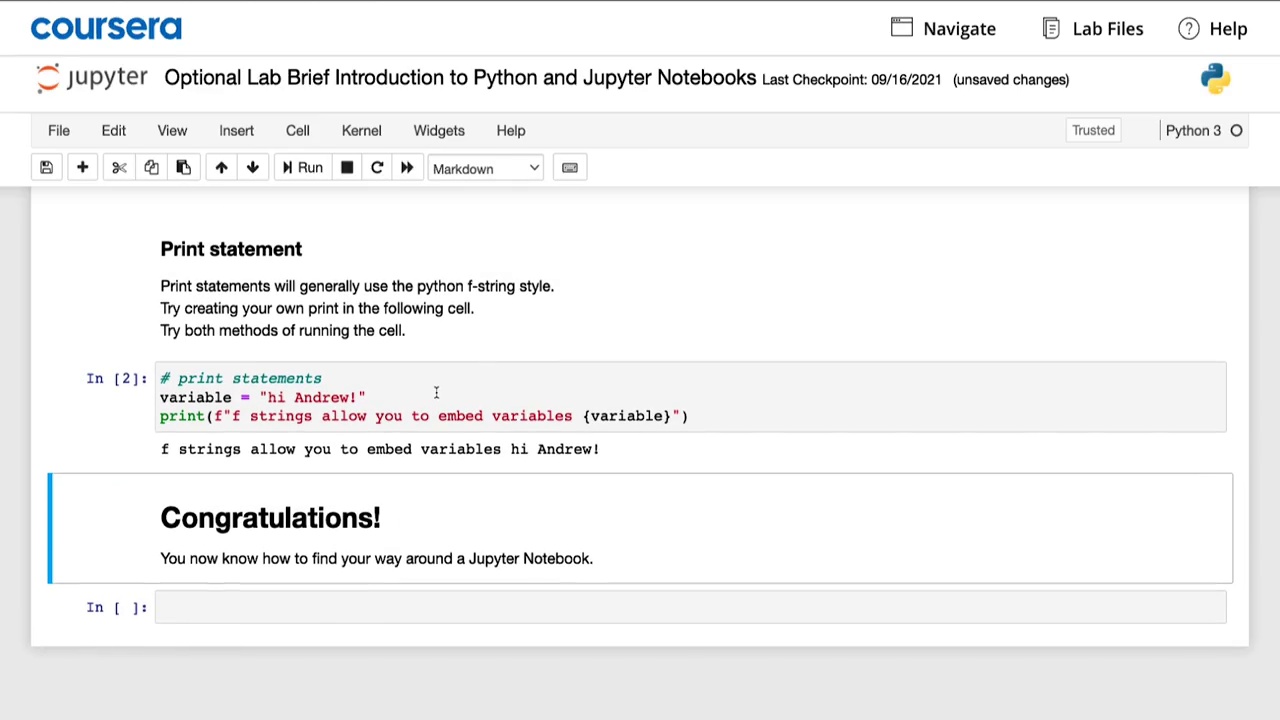 coursera
Navigate
Lab Files
? Help
jupyter Optional Lab Brief Introduction to Python and Jupyter Notebooks Last Checkpoint: 09/16/2021 (unsaved changes)
File Edit View Insert Cell Kernel Widgets Help Trusted Python 3
Run Markdown
Print statement
Print statements will generally use the python f-string style.
Try creating your own print in the following cell.
Try both methods of running the cell.
In [2]: # print statements
variable = "hi Andrew!"
print(f"f strings allow you to embed variables {variable}")
f strings allow you to embed variables hi Andrew!
Congratulations!
You now know how to find your way around a Jupyter Notebook.
In [ ]: